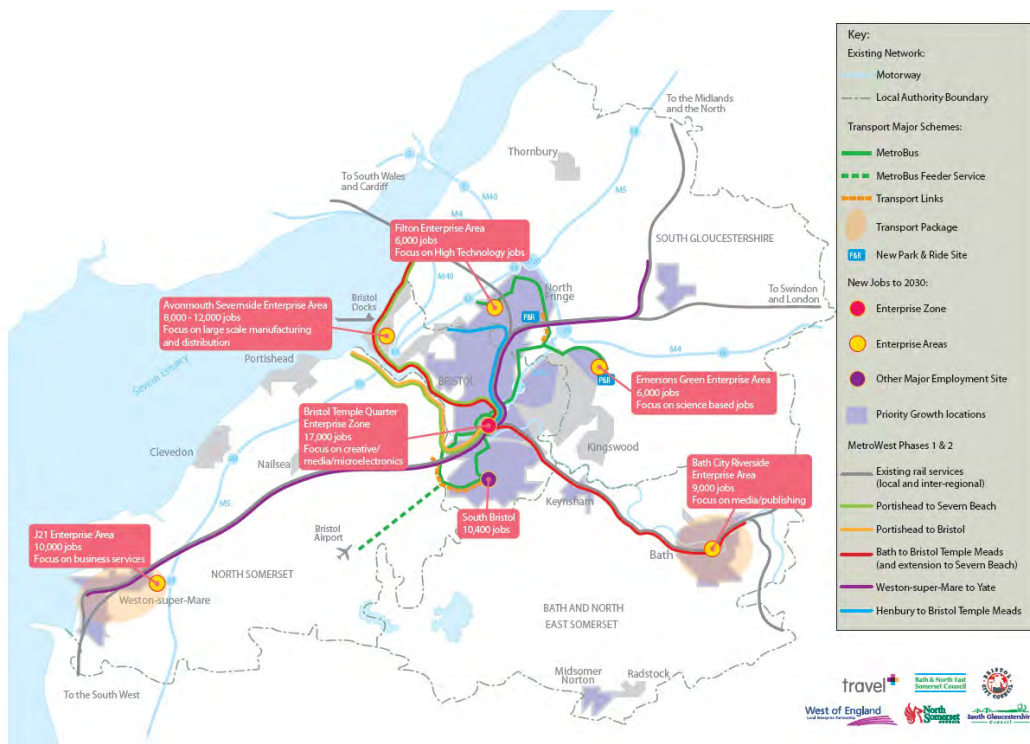 To the Midlands
and the North
Thornbury
To South Wales
and Cardiff
M48
M5
M4
Filton Enterprise Area
6,000 jobs
Focus on High Technology jobs
SOUTH GLOUCESTERSHIRE
M49
North
Fringe
To Swindon
and London
Avonmouth Severnside Enterprise Area
8,000 - 12,000 jobs
Focus on large scale manufacturing
and distribution
Bristol
Docks
P&R
Severn Estuary
Portishead
BRISTOL
M4
Emersons Green Enterprise Area
6,000 jobs
Focus on science based jobs
P&R
Bristol Temple Quarter
Enterprise Zone
17,000 jobs
Focus on creative/
media/microelectronics
Clevedon
Nailsea
Kingswood
Bath City Riverside
Enterprise Area
9,000 jobs
Focus on media/publishing
M5
Keynsham
South Bristol
10,400 jobs
Bristol
Airport
Bath
J21 Enterprise Area
10,000 jobs
Focus on business services
NORTH SOMERSET
Weston-super-Mare
BATH AND NORTH
EAST SOMERSET
Midsomer
Norton
Radstock
To the South West
Key:
Existing Network:
Motorway
Local Authority Boundary
Transport Major Schemes:
MetroBus
MetroBus Feeder Service
Transport Links
Transport Package
P&R
New Park & Ride Site
New Jobs to 2030:
Enterprise Zone
Enterprise Areas
Other Major Employment Site
Priority Growth locations
MetroWest Phases 1 & 2
Existing rail services
(local and inter-regional)
Portishead to Severn Beach
Portishead to Bristol
Bath to Bristol Temple Meads
(and extension to Severn Beach)
Weston-super-Mare to Yate
Henbury to Bristol Temple Meads
travel+
Bath & North East
Somerset Council
BRISTOL
CITY COUNCIL
West of England
Local Enterprise Partnership
North
Somerset
COUNCIL
South Gloucestershire
Council